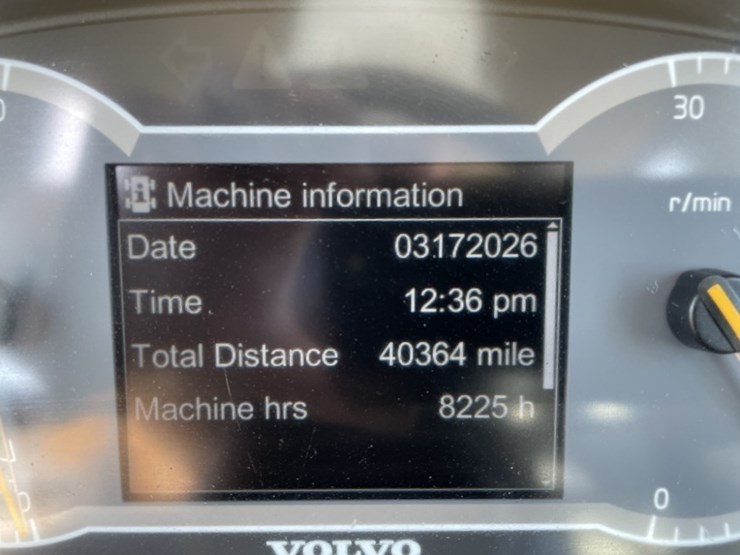 Machine information
Date 03172026
Time 12:36 pm
Total Distance 40364 mile
Machine hrs 8225 h
30
r/min
0
VOLVO